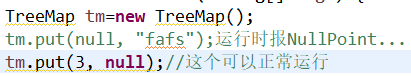 TreeMap tm=new TreeMap();
tm.put(null, "fafs");运行时报NullPoint...
tm.put(3, null);//这个可以正常运行